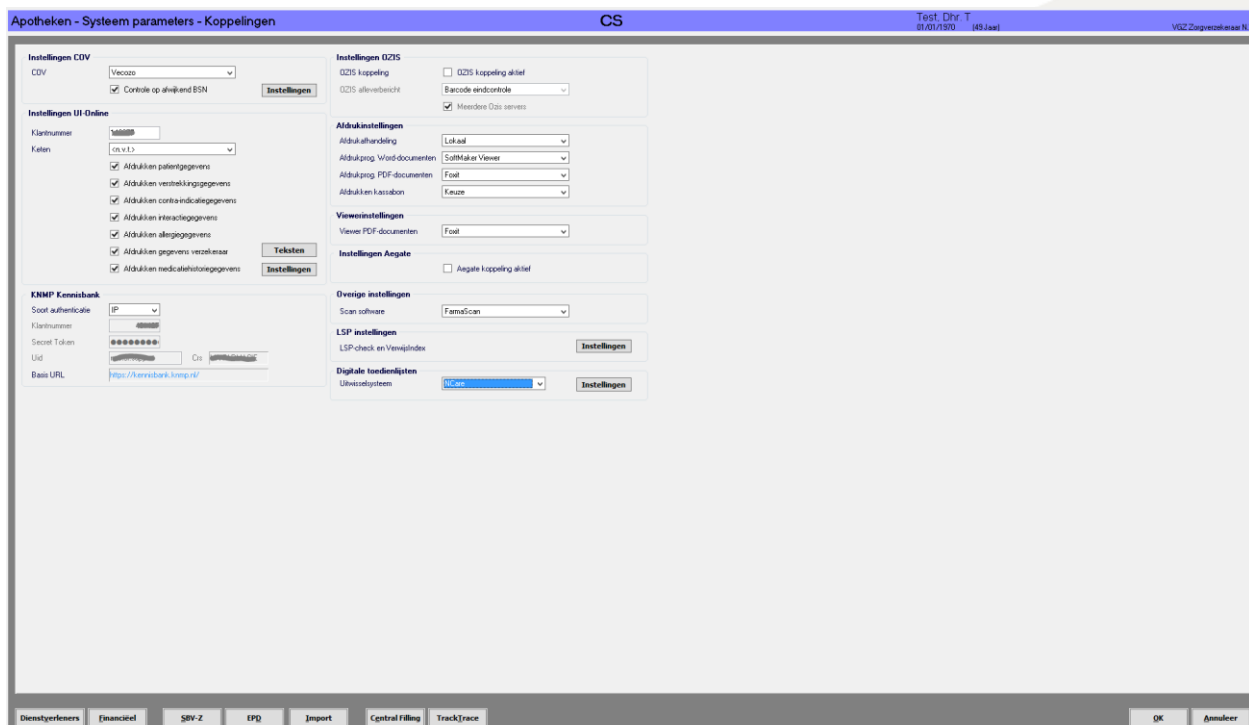 Apotheken - Systeem parameters - Koppelingen
CS
Test, Dhr. T
01/01/1970 (49 Jaar)
VGZ Zorgverzekeraar N
Instellingen COV
COV Vecozo
Controle op afwijkend BSN Instellingen
Instellingen UI-Online
Klantnummer
Keten <n.v.t.>
Afdrukken patientgegevens
Afdrukken verstrekkingsgegevens
Afdrukken contra-indicatiegegevens
Afdrukken interactiegegevens
Afdrukken allergiegegevens
Afdrukken gegevens verzekeraar Teksten
Afdrukken medicatiehistoriegegevens Instellingen
KNMP Kennisbank
Soort authenticatie IP
Klantnummer
Secret Token
Uid Crs
Basis URL https://kennisbank.knmp.nl/
Instellingen OZIS
OZIS koppeling OZIS koppeling aktief
OZIS afleverbericht Barcode eindcontrole
Meerdere Ozis servers
Afdrukinstellingen
Afdrukafhandeling Lokaal
Afdrukprog. Word-documenten SoftMaker Viewer
Afdrukprog. PDF-documenten Foxit
Afdrukken kassabon Keuze
Viewerinstellingen
Viewer PDF-documenten Foxit
Instellingen Aegate
Aegate koppeling aktief
Overige instellingen
Scan software FarmaScan
LSP instellingen
LSP-check en VerwijsIndex Instellingen
Digitale toedienlijsten
Uitwisselsysteem NCare Instellingen
Dienstverleners Financiëel SBV-Z EPD Import Central Filling TrackTrace OK Annuleer